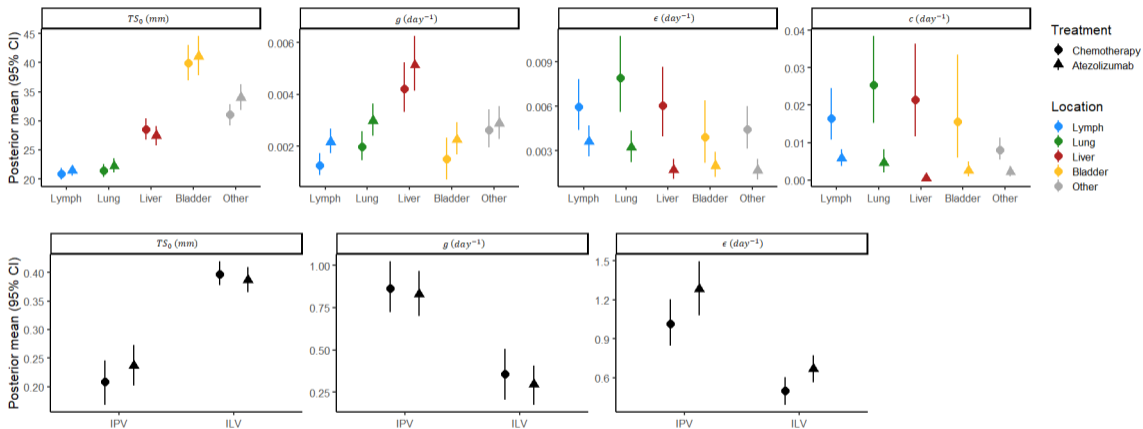 TS₀ (mm)
g (day⁻¹)
ϵ (day⁻¹)
c (day⁻¹)
Posterior mean (95% CI)
45
40
35
30
25
20
Lymph Lung Liver Bladder Other
0.006
0.004
0.002
Lymph Lung Liver Bladder Other
0.009
0.006
0.003
Lymph Lung Liver Bladder Other
0.04
0.03
0.02
0.01
0.00
Lymph Lung Liver Bladder Other
Treatment
Chemotherapy
Atezolizumab
Location
Lymph
Lung
Liver
Bladder
Other
TS₀ (mm)
g (day⁻¹)
ϵ (day⁻¹)
Posterior mean (95% CI)
0.40
0.35
0.30
0.25
0.20
IPV ILV
1.00
0.75
0.50
0.25
IPV ILV
1.5
1.2
0.9
0.6
IPV ILV